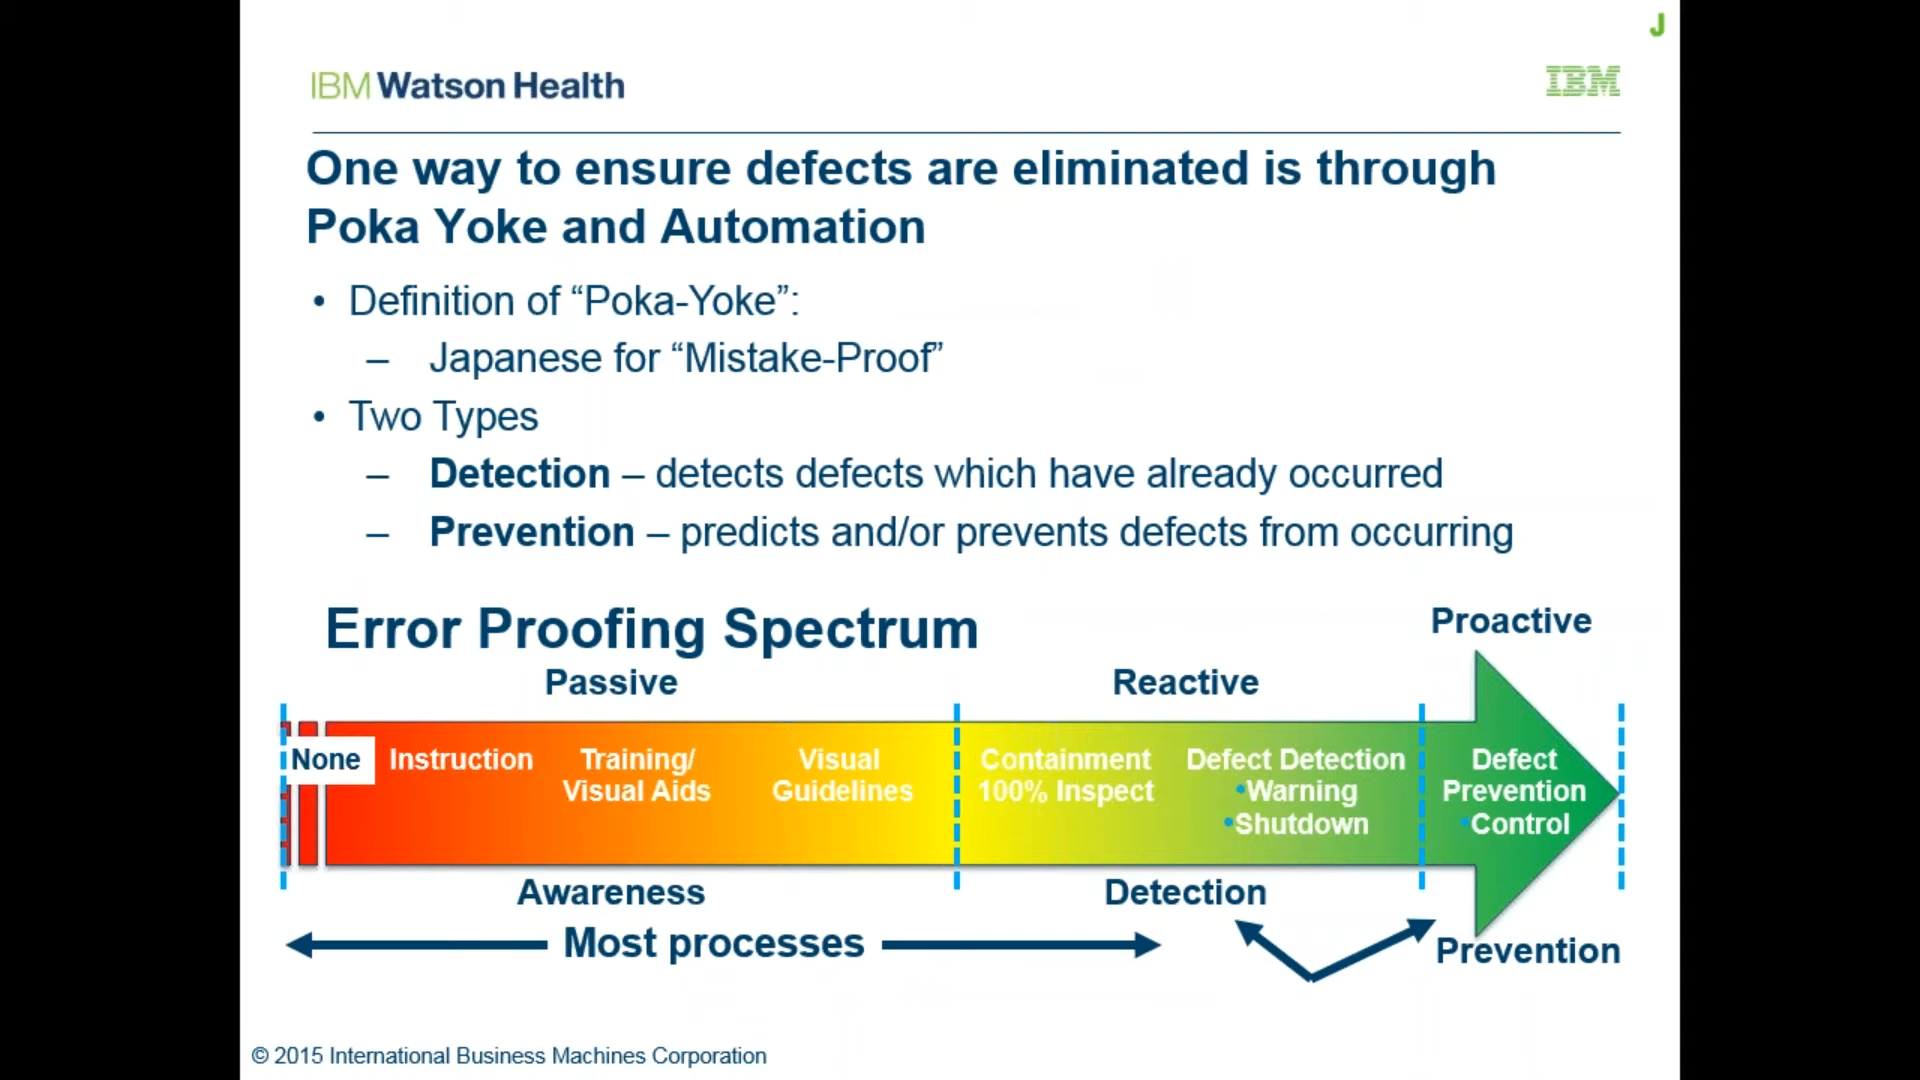 J
IBM Watson Health
IBM
One way to ensure defects are eliminated is through
Poka Yoke and Automation
• Definition of “Poka-Yoke”:
– Japanese for “Mistake-Proof”
• Two Types
– Detection – detects defects which have already occurred
– Prevention – predicts and/or prevents defects from occurring
Error Proofing Spectrum
Proactive
Passive
Reactive
None
Instruction
Training/
Visual Aids
Visual
Guidelines
Containment
100% Inspect
Defect Detection
•Warning
•Shutdown
Defect
Prevention
•Control
Awareness
Detection
Most processes
Prevention
© 2015 International Business Machines Corporation